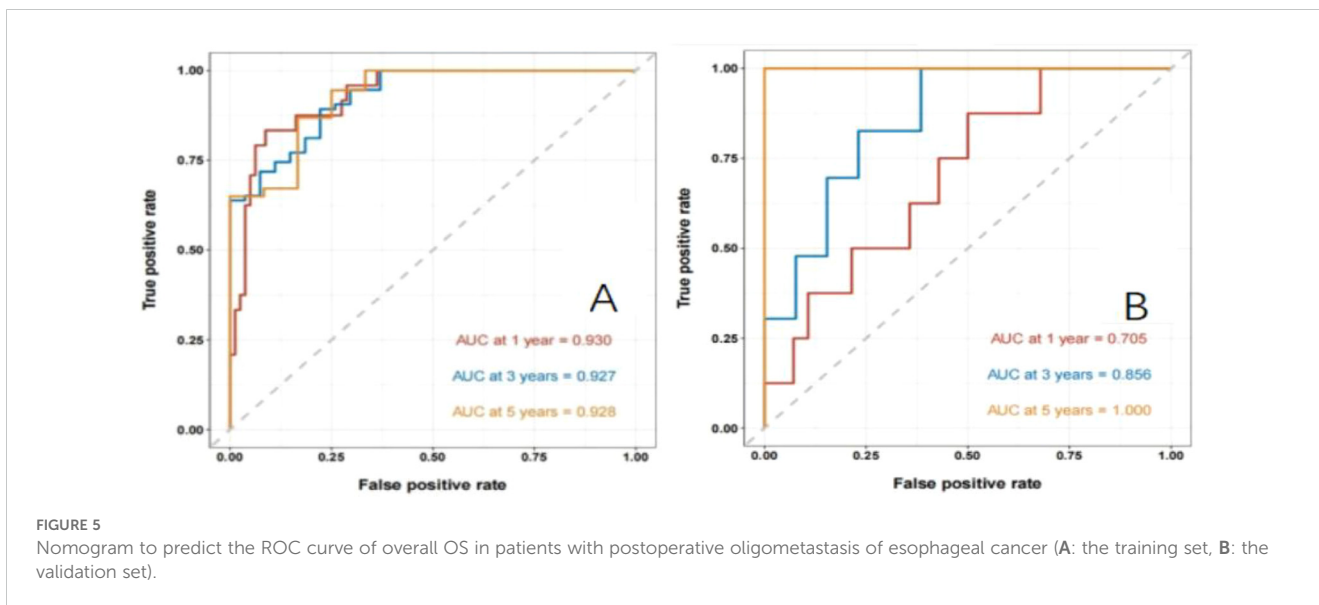 1.00
0.75
0.50
0.25
0.00
True positive rate
A
AUC at 1 year = 0.930
AUC at 3 years = 0.927
AUC at 5 years = 0.928
0.00 0.25 0.50 0.75 1.00
False positive rate
1.00
0.75
0.50
0.25
0.00
True positive rate
B
AUC at 1 year = 0.705
AUC at 3 years = 0.856
AUC at 5 years = 1.000
0.00 0.25 0.50 0.75 1.00
False positive rate
FIGURE 5
Nomogram to predict the ROC curve of overall OS in patients with postoperative oligometastasis of esophageal cancer (A: the training set, B: the
validation set).